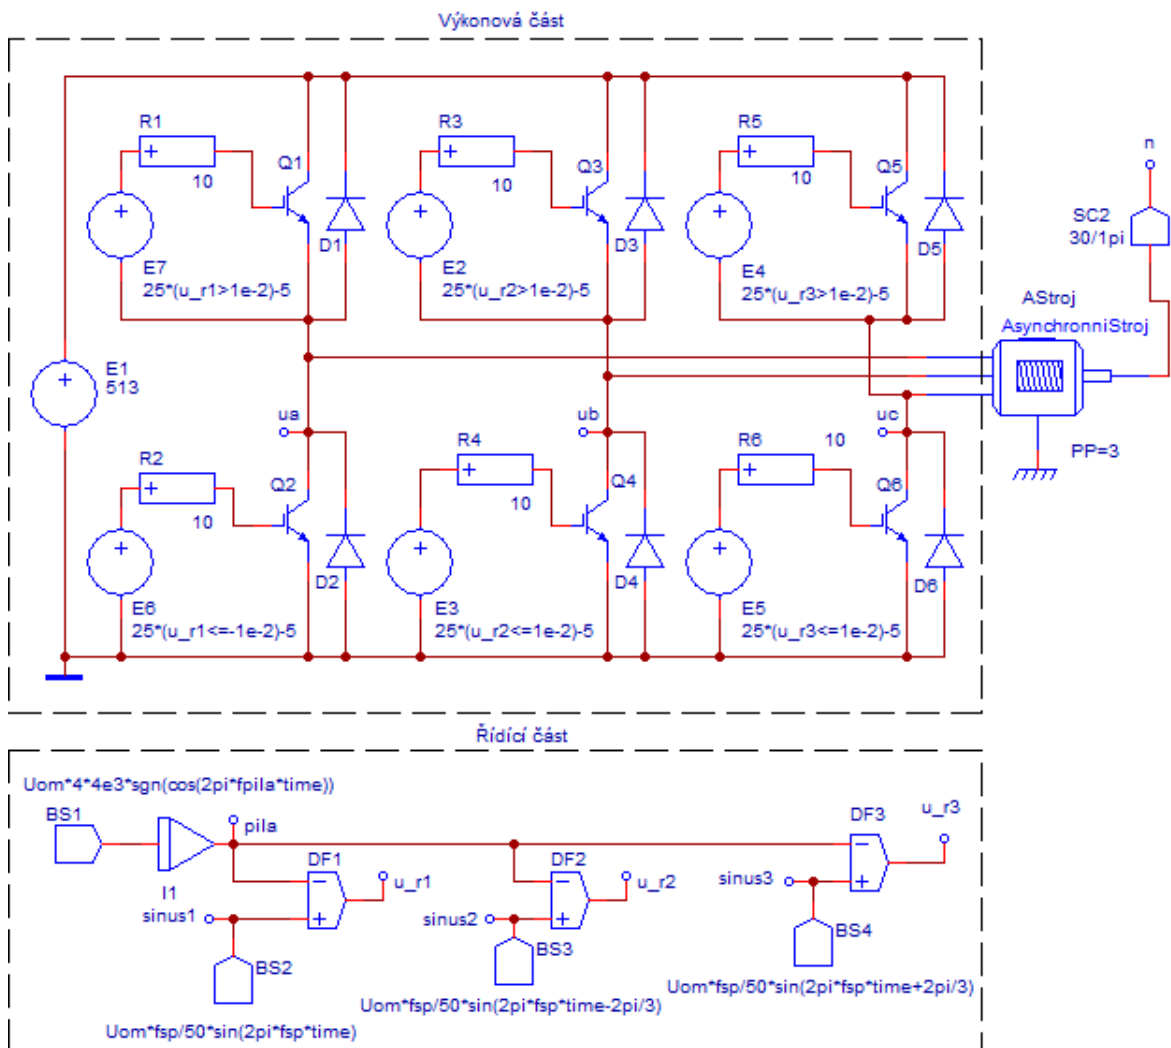 Výkonová část
R1
10
Q1
D1
E7
25*(u_r1>1e-2)-5
R3
10
Q3
D3
E2
25*(u_r2>1e-2)-5
R5
10
Q5
D5
E4
25*(u_r3>1e-2)-5
n
SC2
30/1pi
AStroj
AsynchronniStroj
PP=3
E1
513
ua
ub
uc
R2
10
Q2
D2
E6
25*(u_r1<=-1e-2)-5
R4
10
Q4
D4
E3
25*(u_r2<=1e-2)-5
R6
10
Q6
D6
E5
25*(u_r3<=1e-2)-5
Řídící část
Uom*4*4e3*sgn(cos(2pi*fpila*time))
BS1
I1
pila
DF1
u_r1
sinus1
BS2
Uom*fsp/50*sin(2pi*fsp*time)
DF2
u_r2
sinus2
BS3
Uom*fsp/50*sin(2pi*fsp*time-2pi/3)
DF3
u_r3
sinus3
BS4
Uom*fsp/50*sin(2pi*fsp*time+2pi/3)